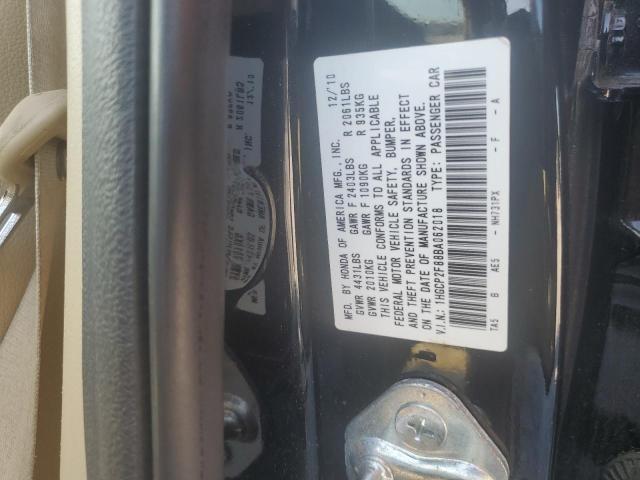 MFD. BY HONDA OF AMERICA MFG., INC. 12/'10
GVWR 4431LBS GAWR F 2403LBS R 2061LBS
GVWR 2010KG GAWR F 1090KG R 935KG
THIS VEHICLE CONFORMS TO ALL APPLICABLE
FEDERAL MOTOR VEHICLE SAFETY, BUMPER,
AND THEFT PREVENTION STANDARDS IN EFFECT
ON THE DATE OF MANUFACTURE SHOWN ABOVE.
V.I.N.: 1HGCP2F88BA062018 TYPE: PASSENGER CAR
TA5 B AE5 - NH731PX - F - A